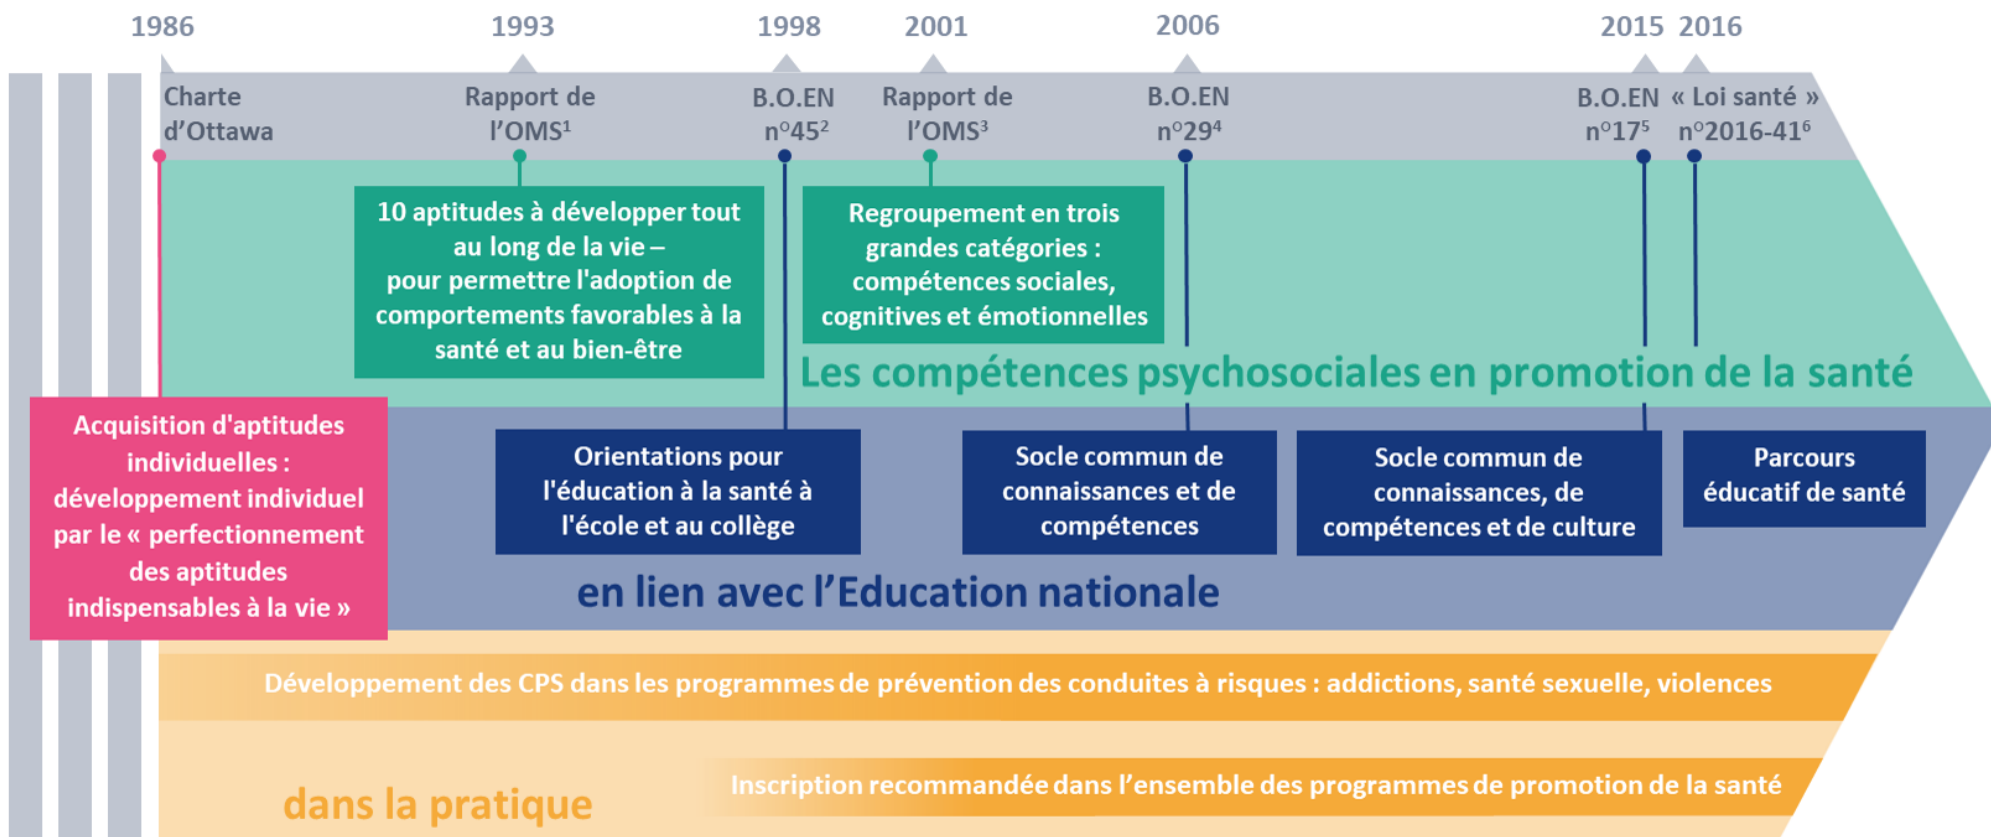 1986
1993
1998
2001
2006
2015
2016
Charte
d’Ottawa
Rapport de
l’OMS¹
B.O.EN
n°45²
Rapport de
l’OMS³
B.O.EN
n°29⁴
B.O.EN
n°17⁵
« Loi santé »
n°2016-41⁶
10 aptitudes à développer tout
au long de la vie –
pour permettre l'adoption de
comportements favorables à la
santé et au bien-être
Regroupement en trois
grandes catégories :
compétences sociales,
cognitives et émotionnelles
Les compétences psychosociales en promotion de la santé
Acquisition d'aptitudes
individuelles :
développement individuel
par le « perfectionnement
des aptitudes
indispensables à la vie »
Orientations pour
l'éducation à la santé à
l'école et au collège
Socle commun de
connaissances et de
compétences
Socle commun de
connaissances, de
compétences et de culture
Parcours
éducatif de santé
en lien avec l’Education nationale
Développement des CPS dans les programmes de prévention des conduites à risques : addictions, santé sexuelle, violences
Inscription recommandée dans l’ensemble des programmes de promotion de la santé
dans la pratique